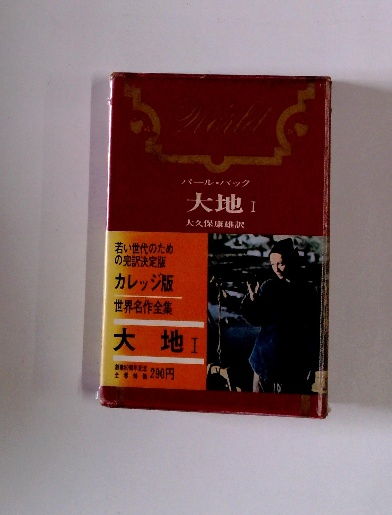 World
パール・バック
大地 I
大久保康雄訳
若い世代のため
の完訳決定版
カレッジ版
世界名作全集
大 地 I
290円